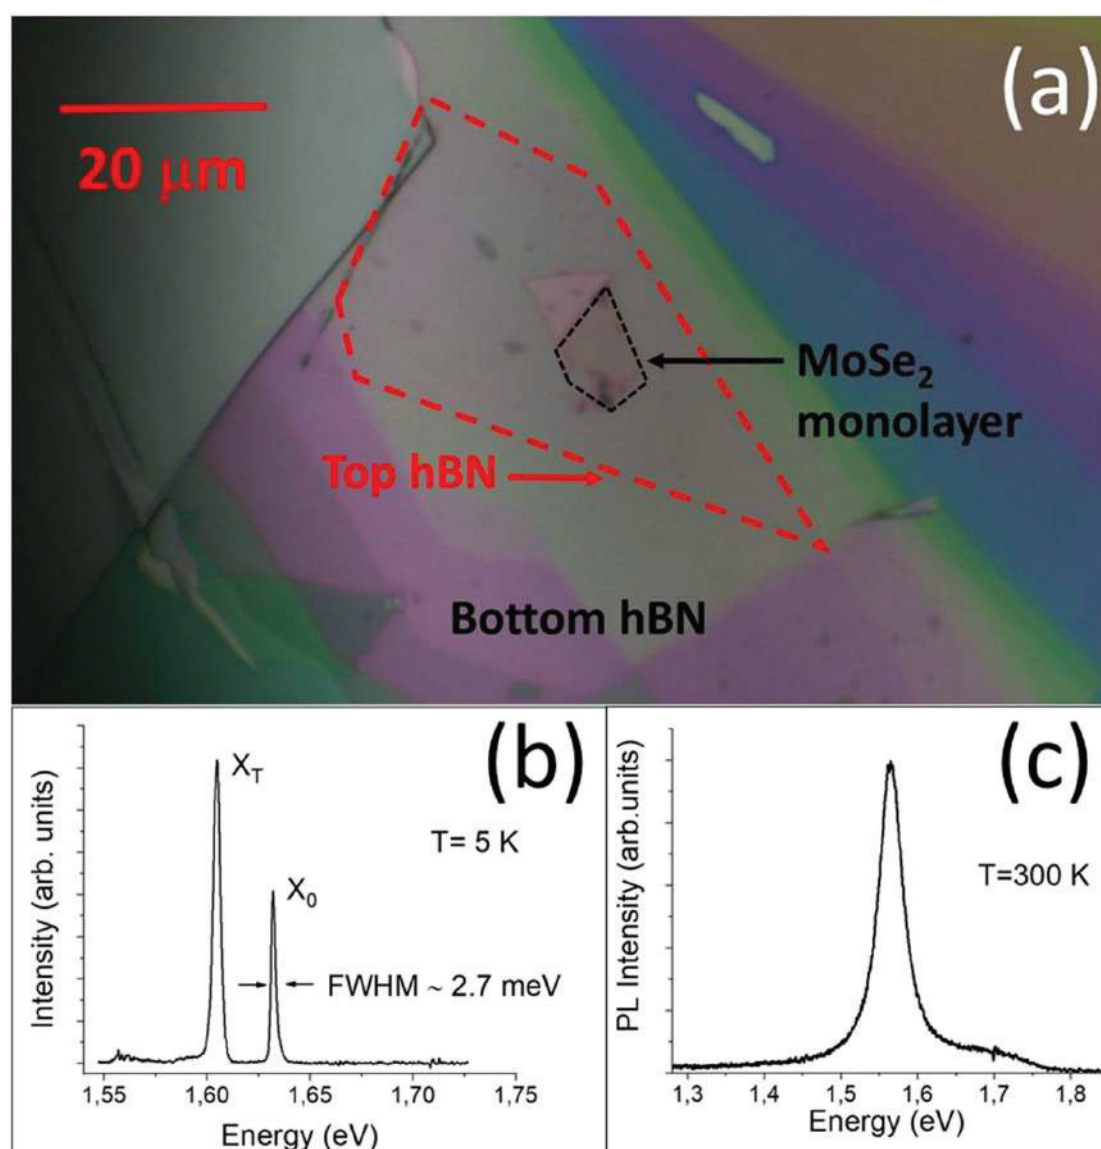 (a)
20 μm
MoSe₂
monolayer
Top hBN
Bottom hBN
(b)
Intensity (arb. units)
X_T
X₀
T= 5 K
FWHM ~ 2.7 meV
1,55
1,60
1,65
1,70
1,75
Energy (eV)
(c)
PL Intensity (arb.units)
T=300 K
1,3
1,4
1,5
1,6
1,7
1,8
Energy (eV)